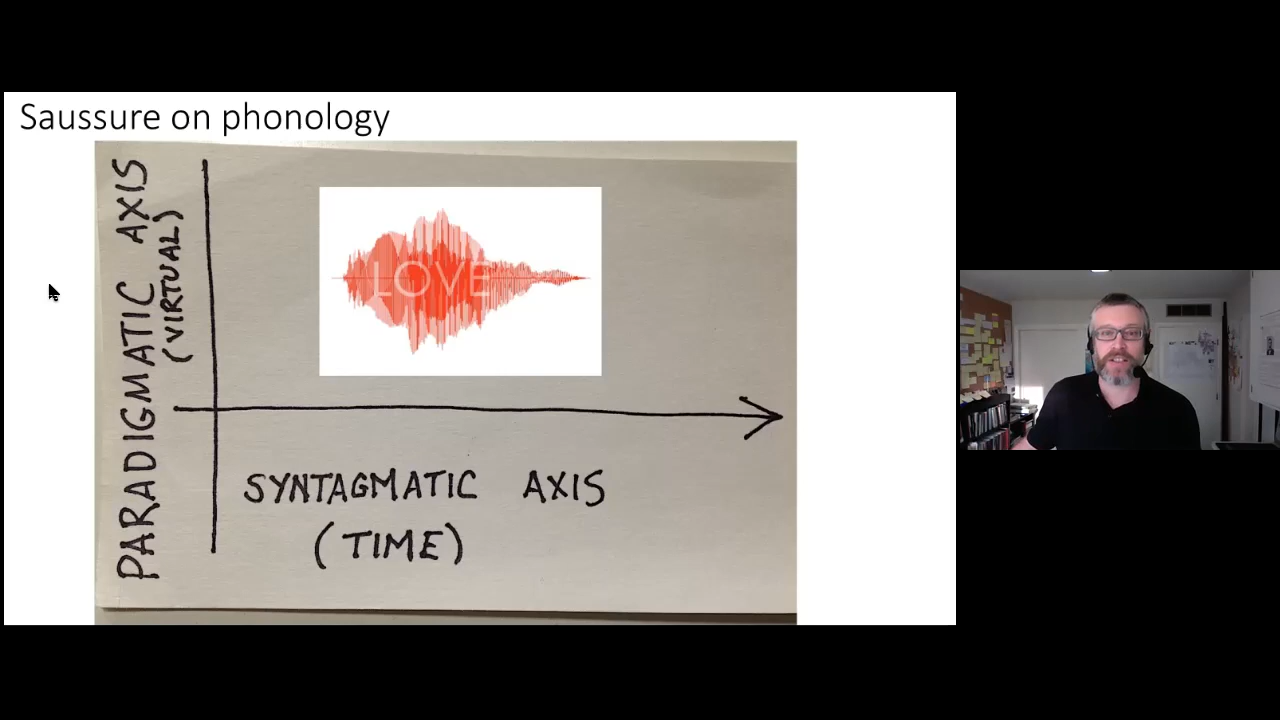 Saussure on phonology
PARADIGMATIC AXIS
(VIRTUAL)
LOVE
SYNTAGMATIC AXIS
(TIME)